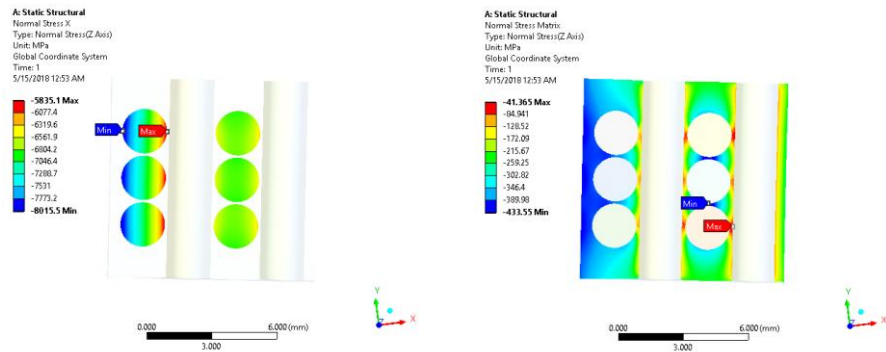 A: Static Structural
Normal Stress X
Type: Normal Stress(Z Axis)
Unit: MPa
Global Coordinate System
Time: 1
5/15/2018 12:53 AM
-5835.1 Max
-6077.4
-6319.6
-6561.9
-6804.2
-7046.4
-7288.7
-7531
-7773.2
-8015.5 Min
Min
Max
0.000
6.000 (mm)
3.000
Y
X
A: Static Structural
Normal Stress Matrix
Type: Normal Stress(Z Axis)
Unit: MPa
Global Coordinate System
Time: 1
5/15/2018 12:53 AM
-41.365 Max
-84.941
-128.52
-172.09
-215.67
-259.25
-302.82
-346.4
-389.98
-433.55 Min
Min
Max
0.000
6.000 (mm)
3.000
Y
X